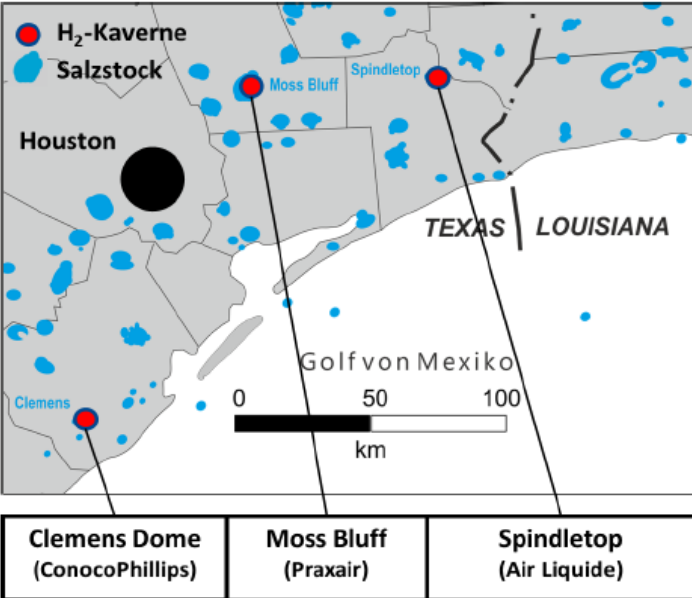 H₂-Kaverne
Salzstock
Moss Bluff
Spindletop
Houston
TEXAS
LOUISIANA
Golf von Mexiko
0 50 100
km
Clemens
Clemens Dome
(ConocoPhillips)
Moss Bluff
(Praxair)
Spindletop
(Air Liquide)